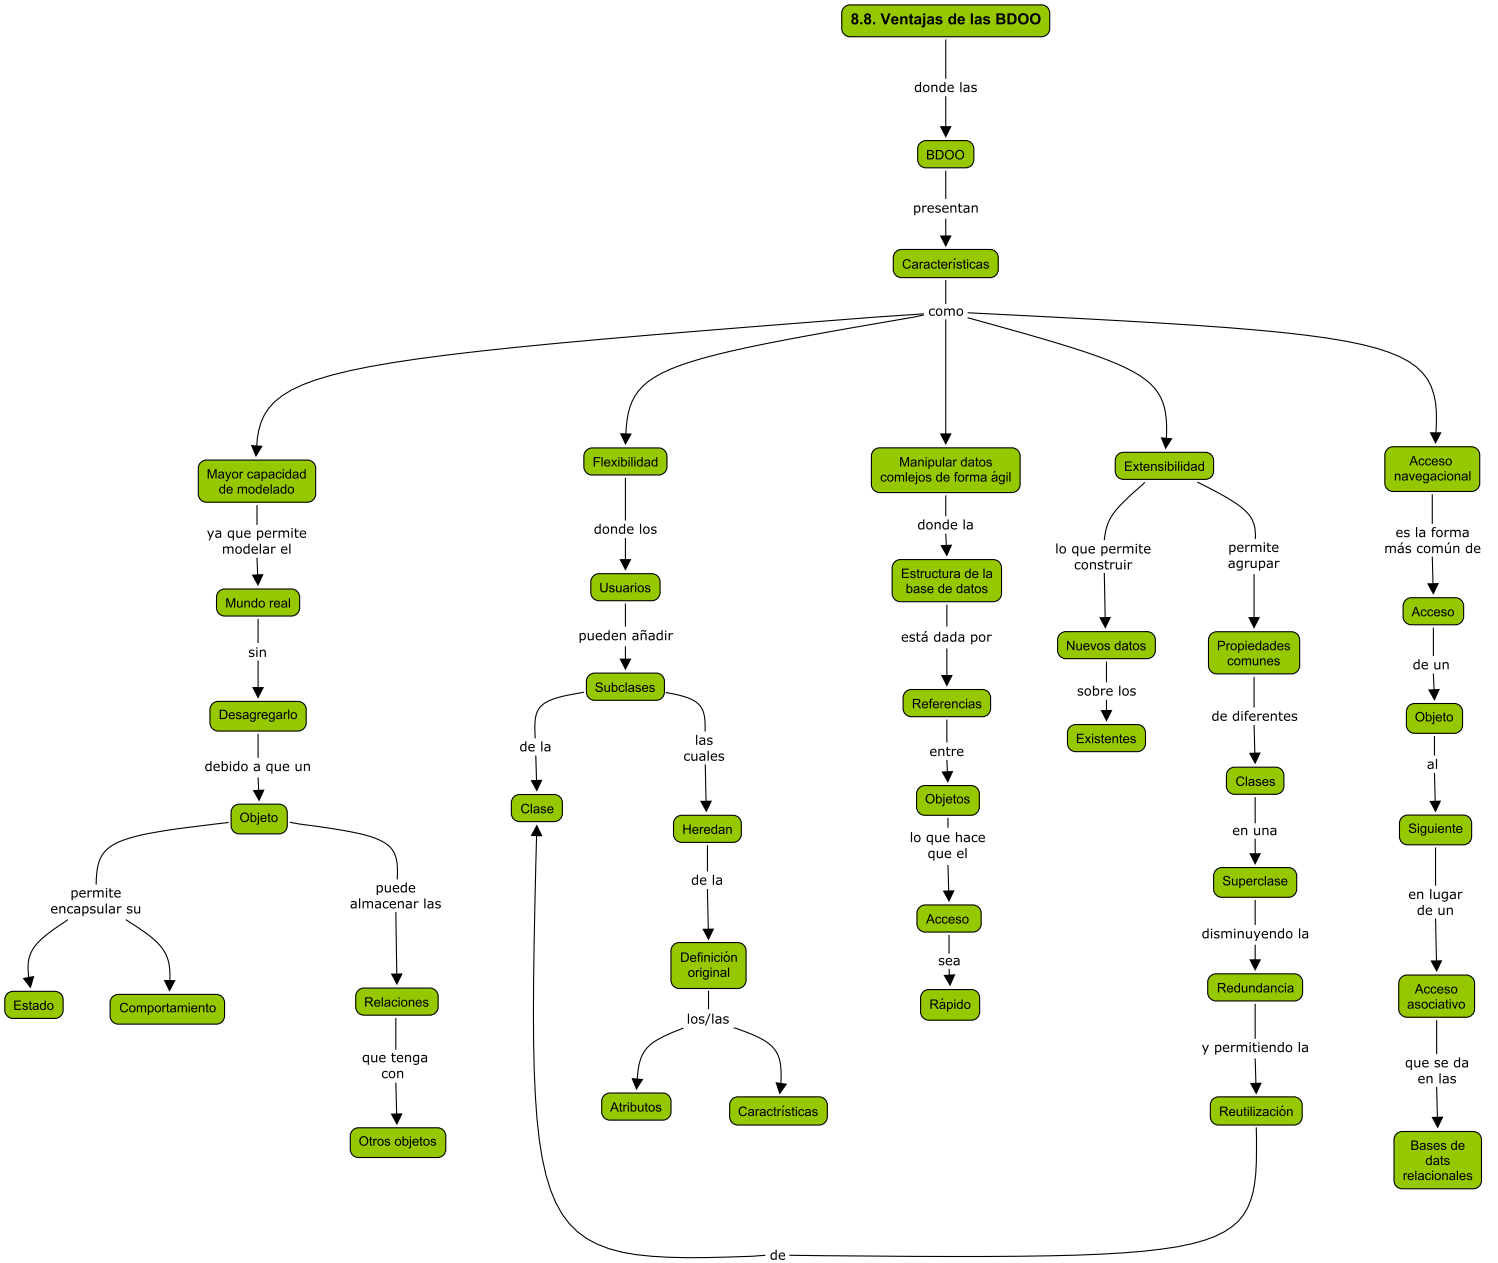 8.8. Ventajas de las BDOO
donde las
BDOO
presentan
Características
como
Mayor capacidad
de modelado
ya que permite
modelar el
Mundo real
sin
Desagregarlo
debido a que un
Objeto
permite
encapsular su
Estado
Comportamiento
puede
almacenar las
Relaciones
que tenga
con
Otros objetos
Flexibilidad
donde los
Usuarios
pueden añadir
Subclases
de la
Clase
las
cuales
Heredan
de la
Definición
original
los/las
Atributos
Caractrísticas
Manipular datos
comlejos de forma ágil
donde la
Estructura de la
base de datos
está dada por
Referencias
entre
Objetos
lo que hace
que el
Acceso
sea
Rápido
Extensibilidad
lo que permite
construir
Nuevos datos
sobre los
Existentes
permite
agrupar
Propiedades
comunes
de diferentes
Clases
en una
Superclase
disminuyendo la
Redundancia
y permitiendo la
Reutilización
de
Acceso
navegacional
es la forma
más común de
Acceso
de un
Objeto
al
Siguiente
en lugar
de un
Acceso
asociativo
que se da
en las
Bases de
dats
relacionales